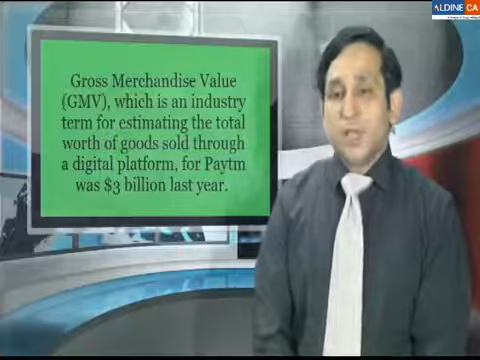 ALDINE CA
Gross Merchandise Value
(GMV), which is an industry
term for estimating the total
worth of goods sold through
a digital platform, for Paytm
was $3 billion last year.